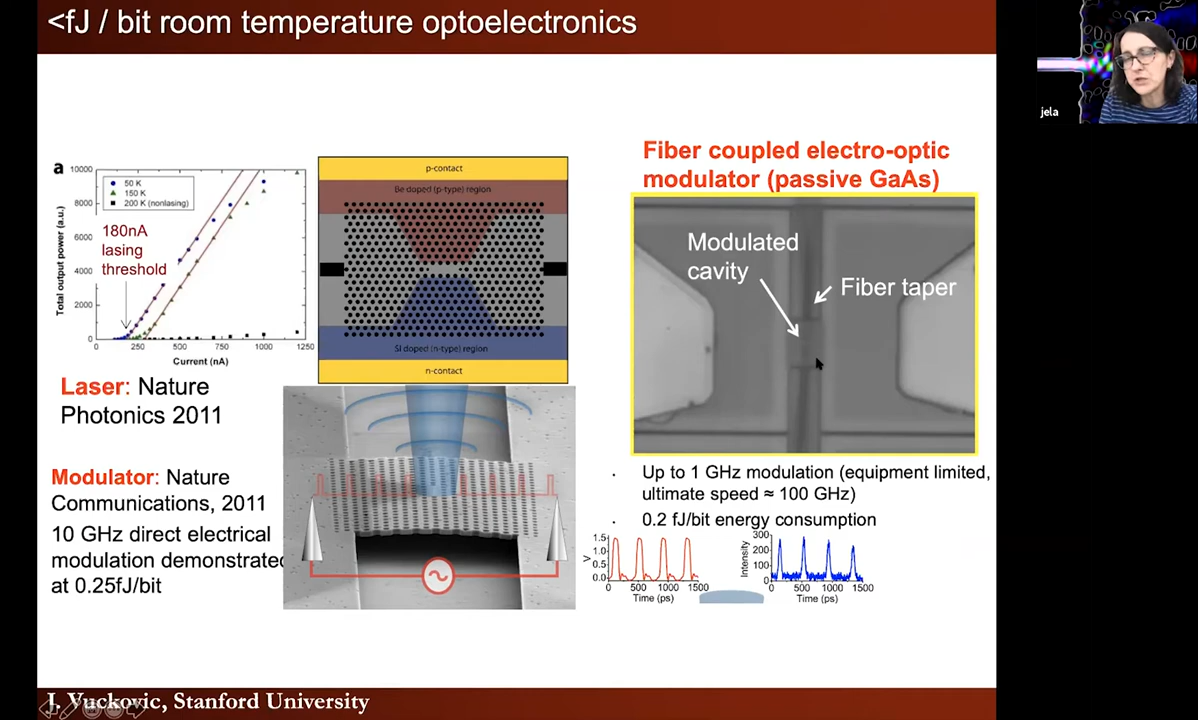 <fJ / bit room temperature optoelectronics
jela
a
Total output power (a.u.)
10000
8000
6000
4000
2000
0
50 K
150 K
200 K (nonlasing)
180nA
lasing
threshold
0 250 500 750 1000 1250
Current (nA)
p-contact
Be doped (p-type) region
SI doped (n-type) region
n-contact
Laser: Nature
Photonics 2011
Modulator: Nature
Communications, 2011
10 GHz direct electrical
modulation demonstrated
at 0.25fJ/bit
Fiber coupled electro-optic
modulator (passive GaAs)
Modulated
cavity
Fiber taper
· Up to 1 GHz modulation (equipment limited,
ultimate speed ≈ 100 GHz)
· 0.2 fJ/bit energy consumption
V
1.5
1.0
0.5
0.0
0 500 1000 1500
Time (ps)
Intensity
300
200
100
0
0 500 1000 1500
Time (ps)
J. Vuckovic, Stanford University